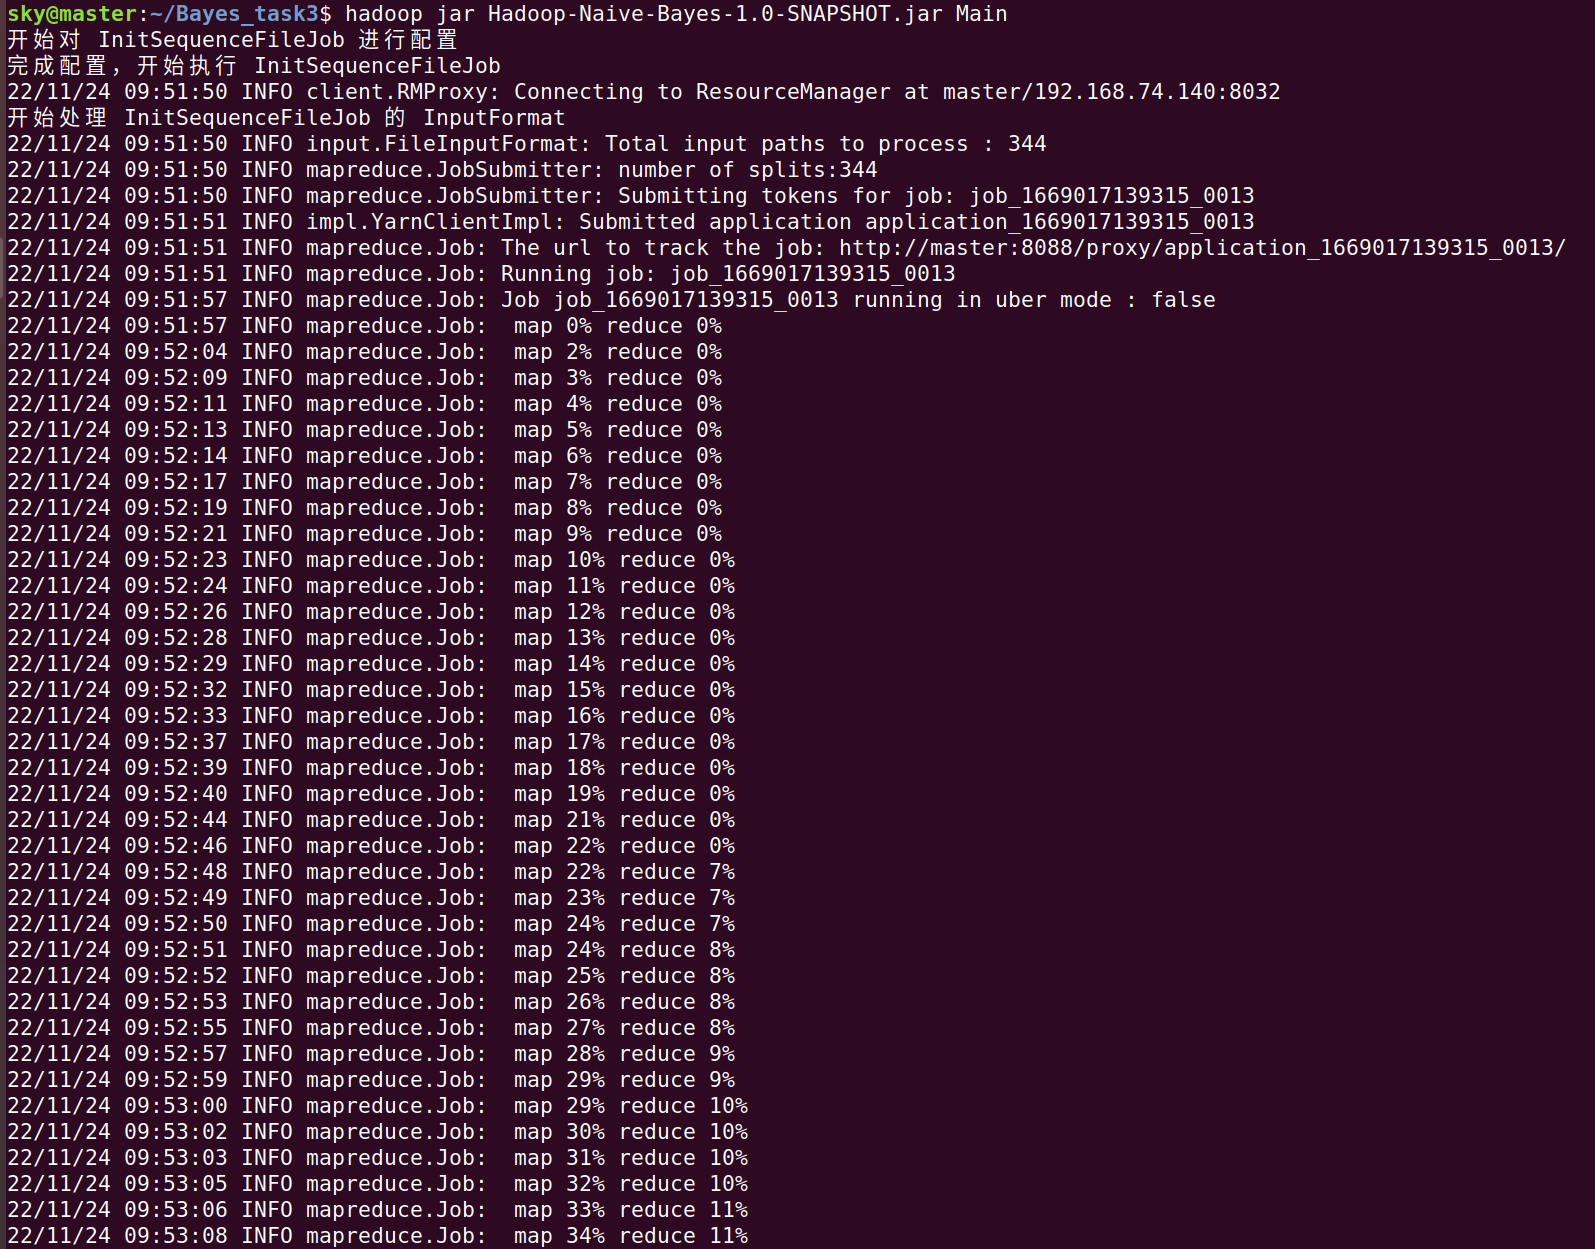 sky@master:~/Bayes_task3$ hadoop jar Hadoop-Naive-Bayes-1.0-SNAPSHOT.jar Main
开始对 InitSequenceFileJob 进行配置
完成配置，开始执行 InitSequenceFileJob
22/11/24 09:51:50 INFO client.RMProxy: Connecting to ResourceManager at master/192.168.74.140:8032
开始处理 InitSequenceFileJob 的 InputFormat
22/11/24 09:51:50 INFO input.FileInputFormat: Total input paths to process : 344
22/11/24 09:51:50 INFO mapreduce.JobSubmitter: number of splits:344
22/11/24 09:51:50 INFO mapreduce.JobSubmitter: Submitting tokens for job: job_1669017139315_0013
22/11/24 09:51:51 INFO impl.YarnClientImpl: Submitted application application_1669017139315_0013
22/11/24 09:51:51 INFO mapreduce.Job: The url to track the job: http://master:8088/proxy/application_1669017139315_0013/
22/11/24 09:51:51 INFO mapreduce.Job: Running job: job_1669017139315_0013
22/11/24 09:51:57 INFO mapreduce.Job: Job job_1669017139315_0013 running in uber mode : false
22/11/24 09:51:57 INFO mapreduce.Job:  map 0% reduce 0%
22/11/24 09:52:04 INFO mapreduce.Job:  map 2% reduce 0%
22/11/24 09:52:09 INFO mapreduce.Job:  map 3% reduce 0%
22/11/24 09:52:11 INFO mapreduce.Job:  map 4% reduce 0%
22/11/24 09:52:13 INFO mapreduce.Job:  map 5% reduce 0%
22/11/24 09:52:14 INFO mapreduce.Job:  map 6% reduce 0%
22/11/24 09:52:17 INFO mapreduce.Job:  map 7% reduce 0%
22/11/24 09:52:19 INFO mapreduce.Job:  map 8% reduce 0%
22/11/24 09:52:21 INFO mapreduce.Job:  map 9% reduce 0%
22/11/24 09:52:23 INFO mapreduce.Job:  map 10% reduce 0%
22/11/24 09:52:24 INFO mapreduce.Job:  map 11% reduce 0%
22/11/24 09:52:26 INFO mapreduce.Job:  map 12% reduce 0%
22/11/24 09:52:28 INFO mapreduce.Job:  map 13% reduce 0%
22/11/24 09:52:29 INFO mapreduce.Job:  map 14% reduce 0%
22/11/24 09:52:32 INFO mapreduce.Job:  map 15% reduce 0%
22/11/24 09:52:33 INFO mapreduce.Job:  map 16% reduce 0%
22/11/24 09:52:37 INFO mapreduce.Job:  map 17% reduce 0%
22/11/24 09:52:39 INFO mapreduce.Job:  map 18% reduce 0%
22/11/24 09:52:40 INFO mapreduce.Job:  map 19% reduce 0%
22/11/24 09:52:44 INFO mapreduce.Job:  map 21% reduce 0%
22/11/24 09:52:46 INFO mapreduce.Job:  map 22% reduce 0%
22/11/24 09:52:48 INFO mapreduce.Job:  map 22% reduce 7%
22/11/24 09:52:49 INFO mapreduce.Job:  map 23% reduce 7%
22/11/24 09:52:50 INFO mapreduce.Job:  map 24% reduce 7%
22/11/24 09:52:51 INFO mapreduce.Job:  map 24% reduce 8%
22/11/24 09:52:52 INFO mapreduce.Job:  map 25% reduce 8%
22/11/24 09:52:53 INFO mapreduce.Job:  map 26% reduce 8%
22/11/24 09:52:55 INFO mapreduce.Job:  map 27% reduce 8%
22/11/24 09:52:57 INFO mapreduce.Job:  map 28% reduce 9%
22/11/24 09:52:59 INFO mapreduce.Job:  map 29% reduce 9%
22/11/24 09:53:00 INFO mapreduce.Job:  map 29% reduce 10%
22/11/24 09:53:02 INFO mapreduce.Job:  map 30% reduce 10%
22/11/24 09:53:03 INFO mapreduce.Job:  map 31% reduce 10%
22/11/24 09:53:05 INFO mapreduce.Job:  map 32% reduce 10%
22/11/24 09:53:06 INFO mapreduce.Job:  map 33% reduce 11%
22/11/24 09:53:08 INFO mapreduce.Job:  map 34% reduce 11%